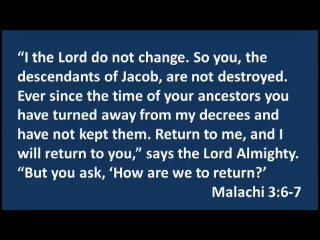 “I the Lord do not change. So you, the
descendants of Jacob, are not destroyed.
Ever since the time of your ancestors you
have turned away from my decrees and
have not kept them. Return to me, and I
will return to you,” says the Lord Almighty.
“But you ask, ‘How are we to return?’
Malachi 3:6-7